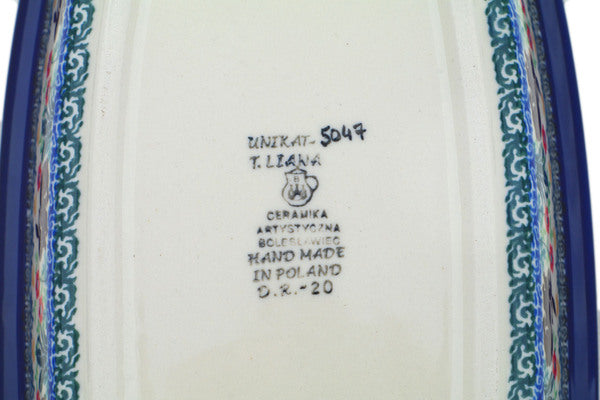 UNIKAT-5047
T. LIANA
CERAMIKA
ARTYSTYCZNA
BOLESŁAWIEC
HAND MADE
IN POLAND
D.R.-20